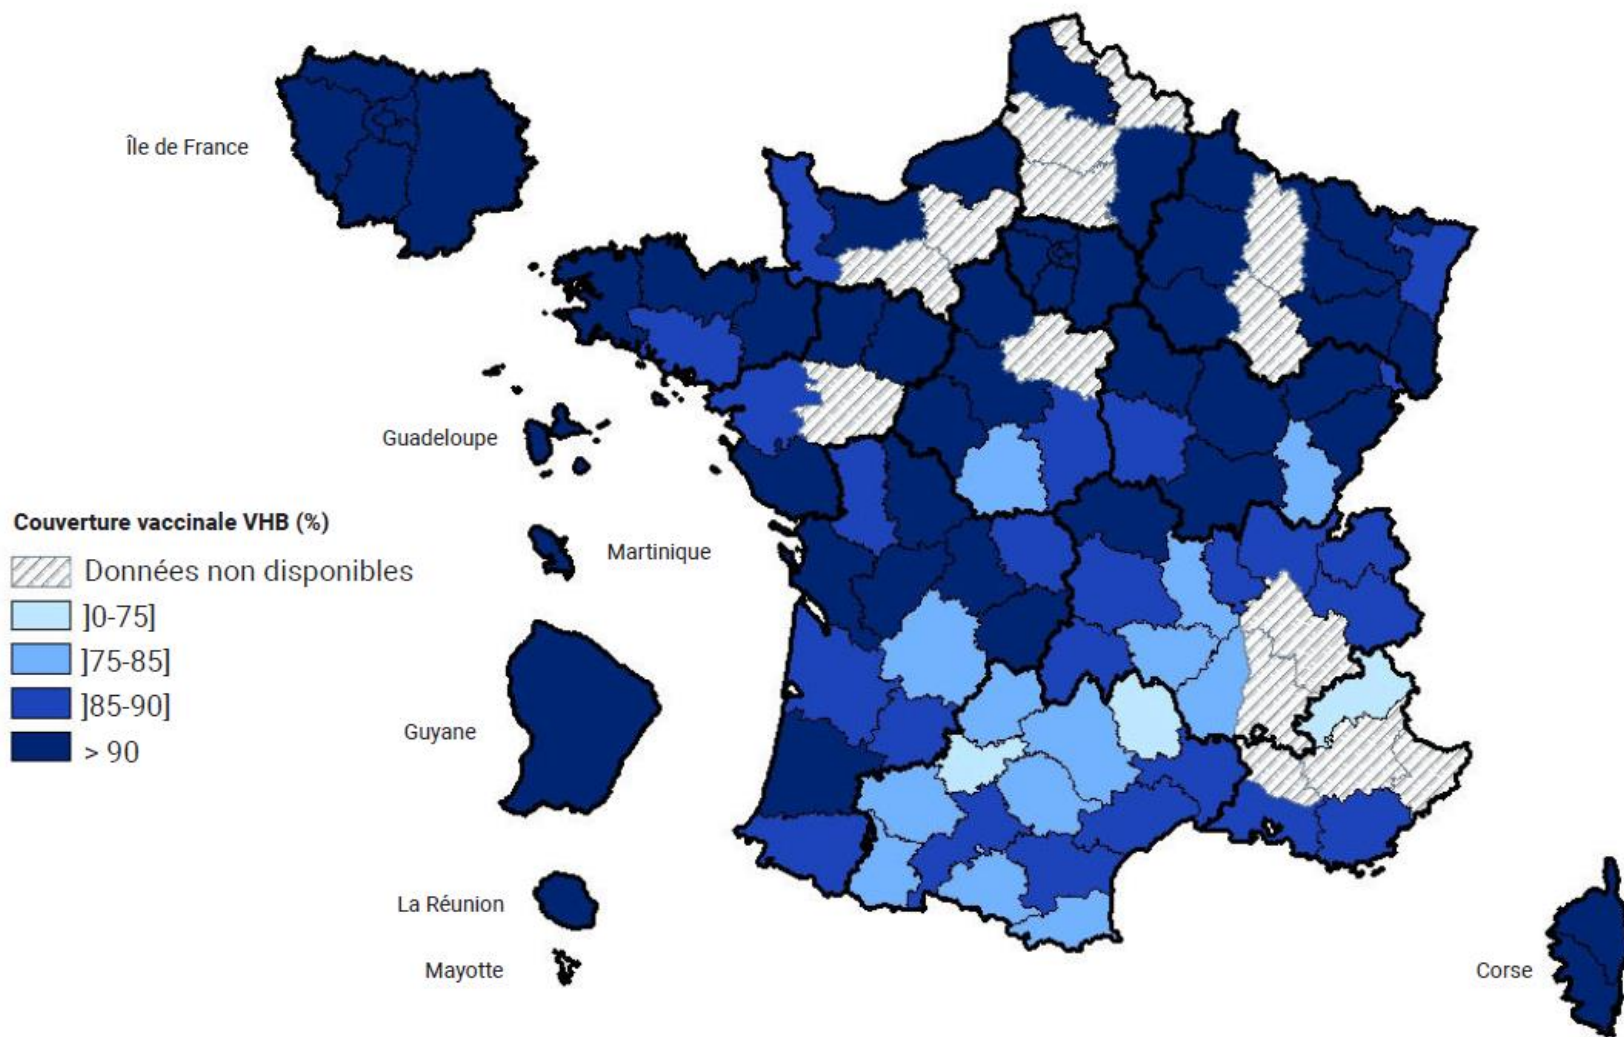 Île de France
Guadeloupe
Couverture vaccinale VHB (%)
Données non disponibles
]0-75]
]75-85]
]85-90]
> 90
Martinique
Guyane
La Réunion
Mayotte
Corse